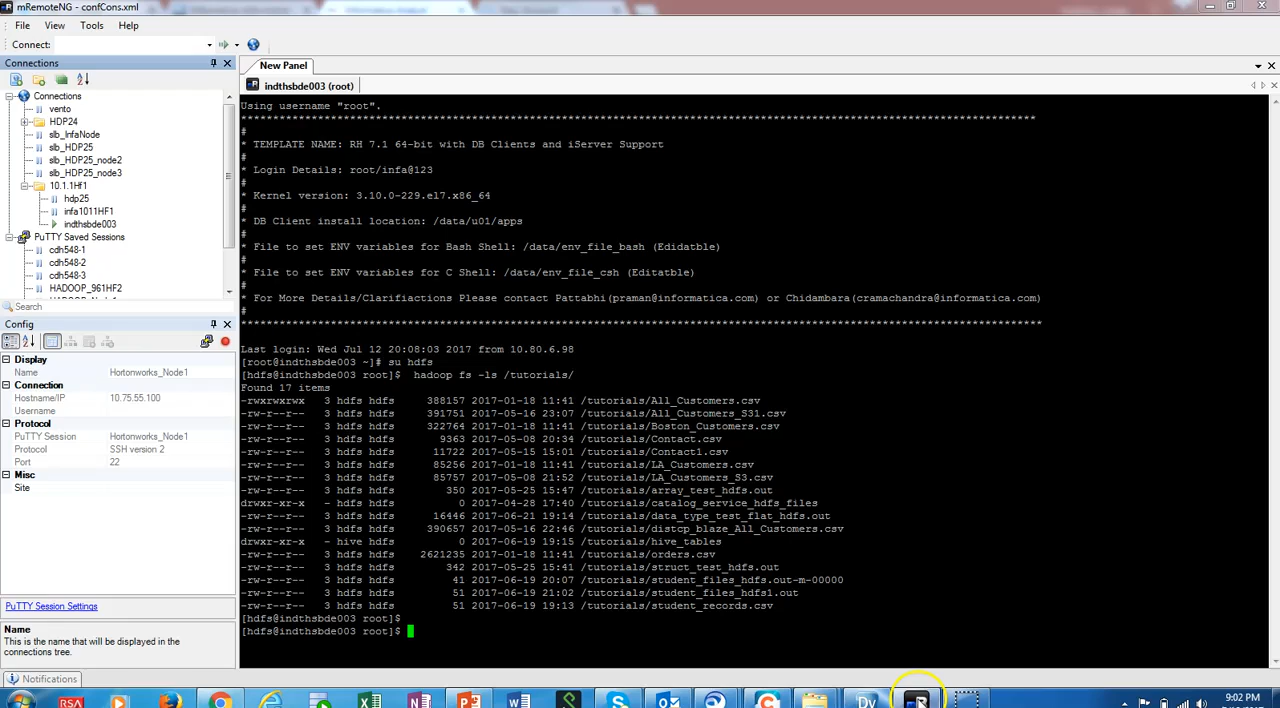 mRemoteNG - confCons.xml
File View Tools Help
Connect:
Connections
New Panel
indthsbde003 (root)
Connections
vento
HDP24
slb_InfaNode
slb_HDP25
slb_HDP25_node2
slb_HDP25_node3
10.1.1Hf1
hdp25
infa1011HF1
indthsbde003
PuTTY Saved Sessions
cdh548-1
cdh548-2
cdh548-3
HADOOP_961HF2
Search
Config
Display
Name Hortonworks_Node1
Connection
Hostname/IP 10.75.55.100
Username
Protocol
PuTTY Session Hortonworks_Node1
Protocol SSH version 2
Port 22
Misc
Site
PuTTY Session Settings
Name
This is the name that will be displayed in the
connections tree.
Notifications
Using username "root".
#
* TEMPLATE NAME: RH 7.1 64-bit with DB Clients and iServer Support
#
* Login Details: root/infa@123
#
* Kernel version: 3.10.0-229.el7.x86_64
#
* DB Client install location: /data/u01/apps
#
* File to set ENV variables for Bash Shell: /data/env_file_bash (Edidatble)
#
* File to set ENV variables for C Shell: /data/env_file_csh (Editatble)
#
* For More Details/Clarifiactions Please contact Pattabhi(praman@informatica.com) or Chidambara(cramachandra@informatica.com)
#
Last login: Wed Jul 12 20:08:03 2017 from 10.80.6.98
[root@indthsbde003 ~]# su hdfs
[hdfs@indthsbde003 root]$ hadoop fs -ls /tutorials/
Found 17 items
-rwxrwxrwx 3 hdfs hdfs 388157 2017-01-18 11:41 /tutorials/All_Customers.csv
-rw-r--r-- 3 hdfs hdfs 391751 2017-05-16 23:07 /tutorials/All_Customers_S31.csv
-rw-r--r-- 3 hdfs hdfs 322764 2017-01-18 11:41 /tutorials/Boston_Customers.csv
-rw-r--r-- 3 hdfs hdfs 9363 2017-05-08 20:34 /tutorials/Contact.csv
-rw-r--r-- 3 hdfs hdfs 11722 2017-05-15 15:01 /tutorials/Contact1.csv
-rw-r--r-- 3 hdfs hdfs 85256 2017-01-18 11:41 /tutorials/LA_Customers.csv
-rw-r--r-- 3 hdfs hdfs 85757 2017-05-08 21:52 /tutorials/LA_Customers_S3.csv
-rw-r--r-- 3 hdfs hdfs 350 2017-05-25 15:47 /tutorials/array_test_hdfs.out
drwxr-xr-x - hdfs hdfs 0 2017-04-28 17:40 /tutorials/catalog_service_hdfs_files
-rw-r--r-- 3 hdfs hdfs 16446 2017-06-21 19:14 /tutorials/data_type_test_flat_hdfs.out
-rw-r--r-- 3 hdfs hdfs 390657 2017-05-16 22:46 /tutorials/distcp_blaze_All_Customers.csv
drwxr-xr-x - hive hdfs 0 2017-06-19 19:15 /tutorials/hive_tables
-rw-r--r-- 3 hdfs hdfs 2621235 2017-01-18 11:41 /tutorials/orders.csv
-rw-r--r-- 3 hdfs hdfs 342 2017-05-25 15:41 /tutorials/struct_test_hdfs.out
-rw-r--r-- 3 hdfs hdfs 41 2017-06-19 20:07 /tutorials/student_files_hdfs.out-m-00000
-rw-r--r-- 3 hdfs hdfs 51 2017-06-19 21:02 /tutorials/student_files_hdfs1.out
-rw-r--r-- 3 hdfs hdfs 51 2017-06-19 19:13 /tutorials/student_records.csv
[hdfs@indthsbde003 root]$
[hdfs@indthsbde003 root]$
RSA
Dv
9:02 PM